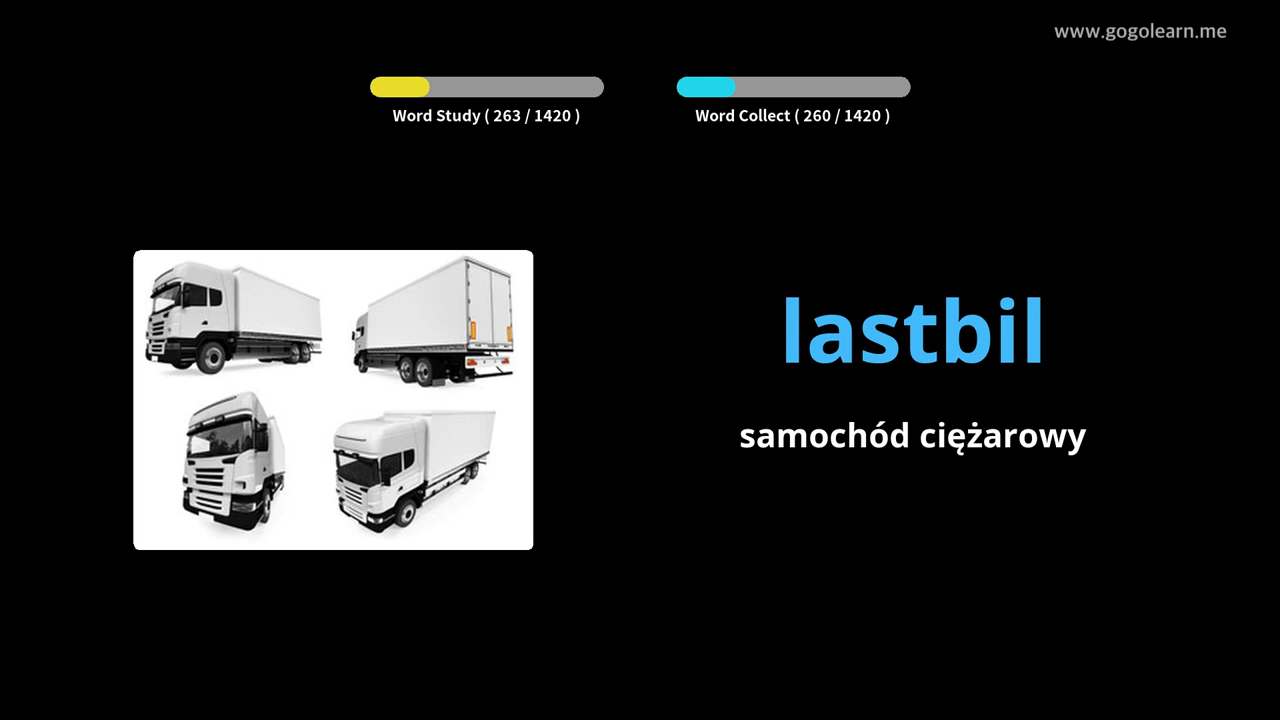 www.gogolearn.me
Word Study ( 263 / 1420 )
Word Collect ( 260 / 1420 )
lastbil
samochód ciężarowy